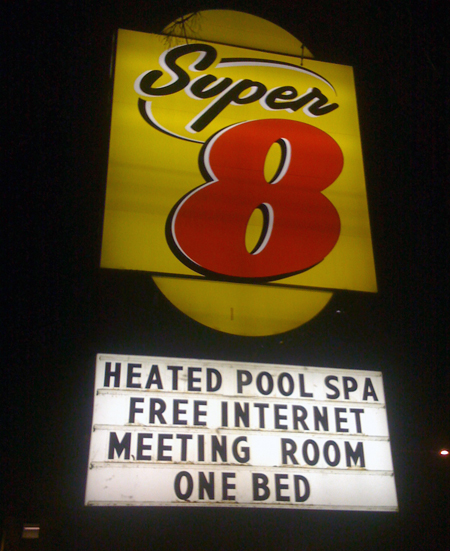 Super
8
HEATED POOL SPA
FREE INTERNET
MEETING ROOM
ONE BED